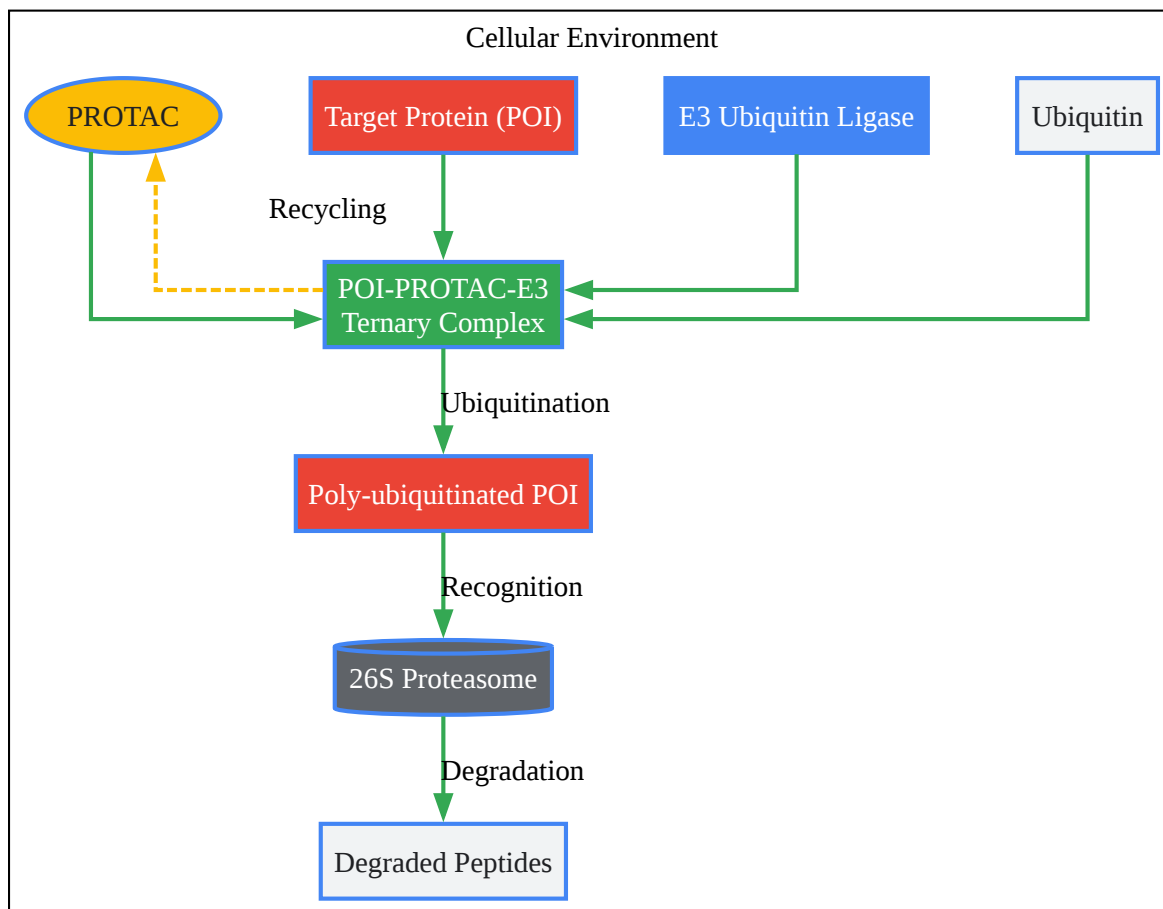 Cellular Environment
PROTAC
Target Protein (POI)
E3 Ubiquitin Ligase
Ubiquitin
Recycling
POI-PROTAC-E3
Ternary Complex
Ubiquitination
Poly-ubiquitinated POI
Recognition
26S Proteasome
Degradation
Degraded Peptides